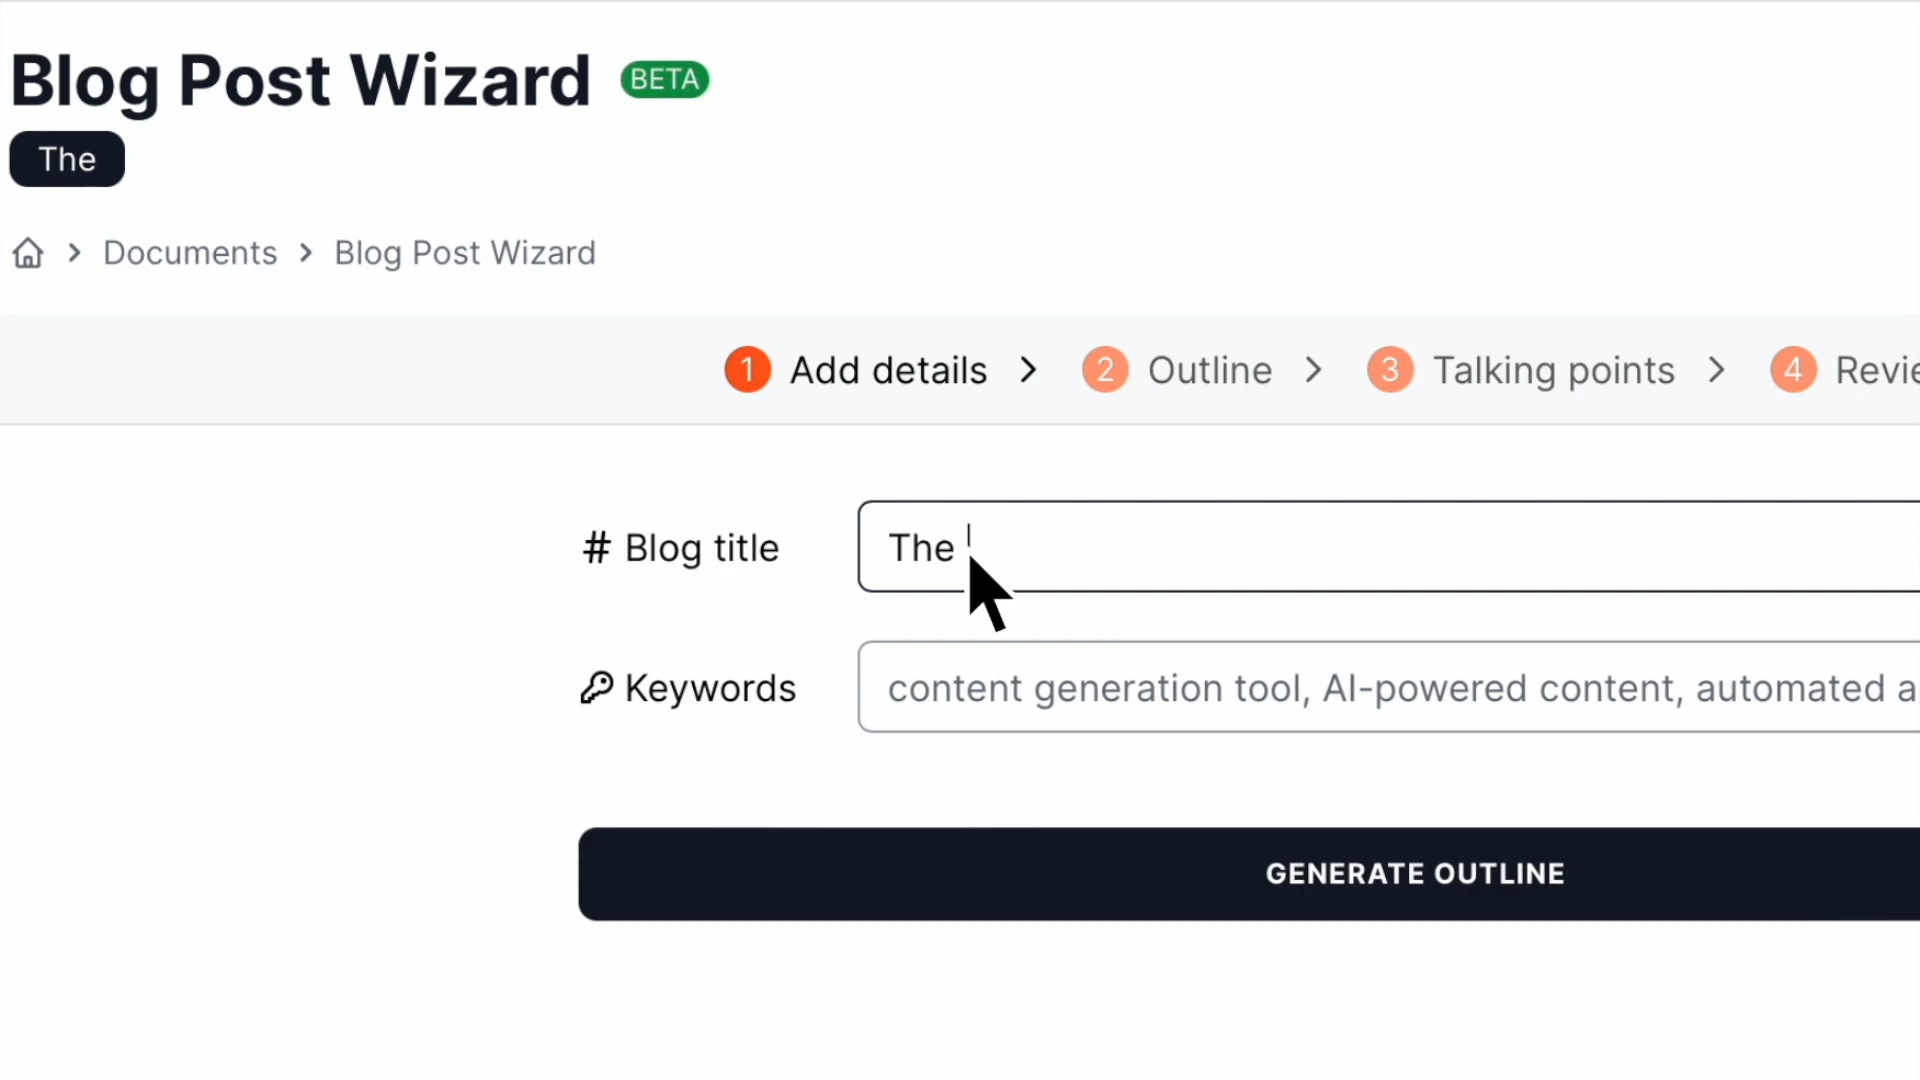 Blog Post Wizard BETA
The
Documents > Blog Post Wizard
1 Add details > 2 Outline > 3 Talking points > 4
# Blog title The
Keywords content generation tool, AI-powered content, automated
GENERATE OUTLINE